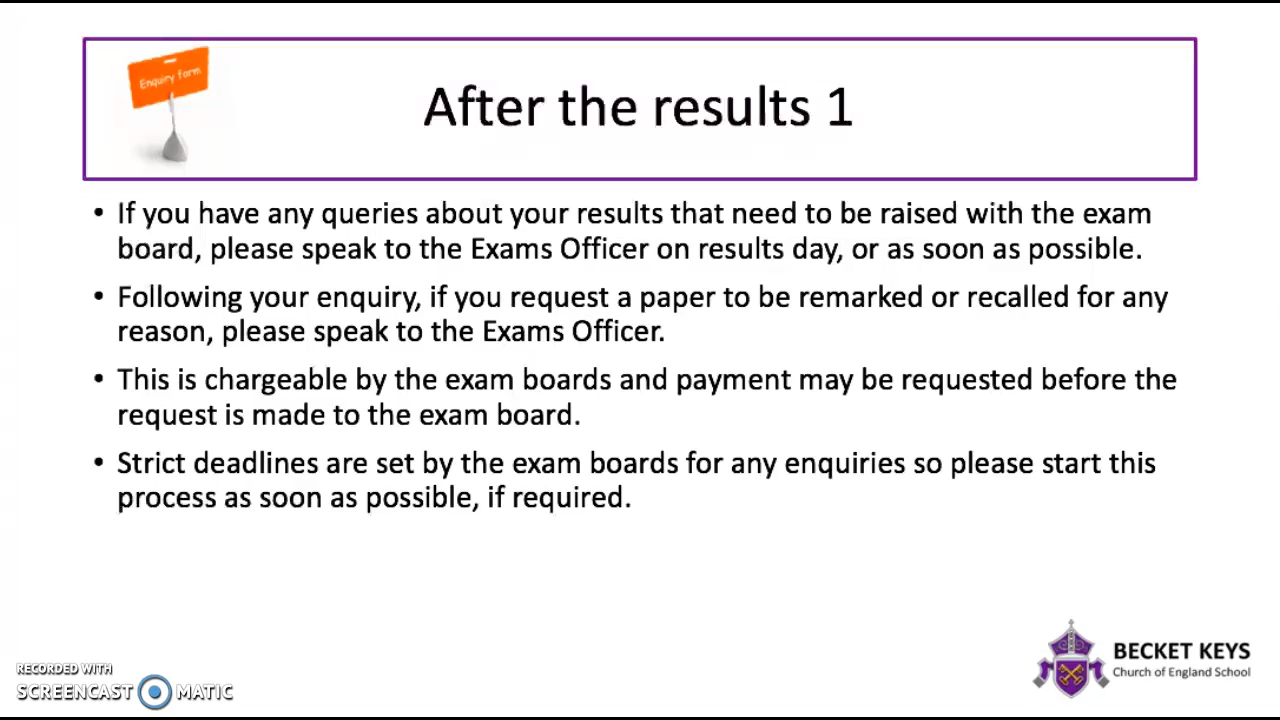 Enquiry form
After the results 1
• If you have any queries about your results that need to be raised with the exam
board, please speak to the Exams Officer on results day, or as soon as possible.
• Following your enquiry, if you request a paper to be remarked or recalled for any
reason, please speak to the Exams Officer.
• This is chargeable by the exam boards and payment may be requested before the
request is made to the exam board.
• Strict deadlines are set by the exam boards for any enquiries so please start this
process as soon as possible, if required.
BECKET KEYS
Church of England School
RECORDED WITH
SCREENCAST MATIC